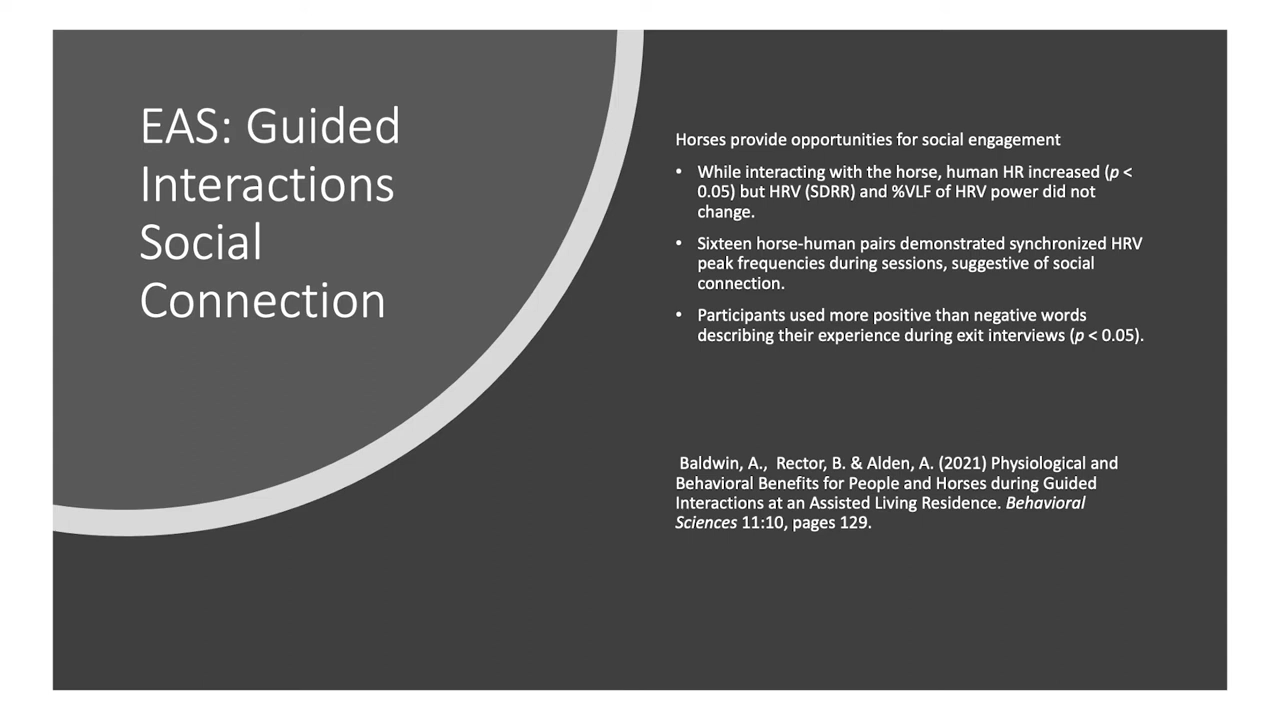 EAS: Guided
Interactions
Social
Connection
Horses provide opportunities for social engagement
• While interacting with the horse, human HR increased (p <
0.05) but HRV (SDRR) and %VLF of HRV power did not
change.
• Sixteen horse-human pairs demonstrated synchronized HRV
peak frequencies during sessions, suggestive of social
connection.
• Participants used more positive than negative words
describing their experience during exit interviews (p < 0.05).
Baldwin, A., Rector, B. & Alden, A. (2021) Physiological and
Behavioral Benefits for People and Horses during Guided
Interactions at an Assisted Living Residence. Behavioral
Sciences 11:10, pages 129.